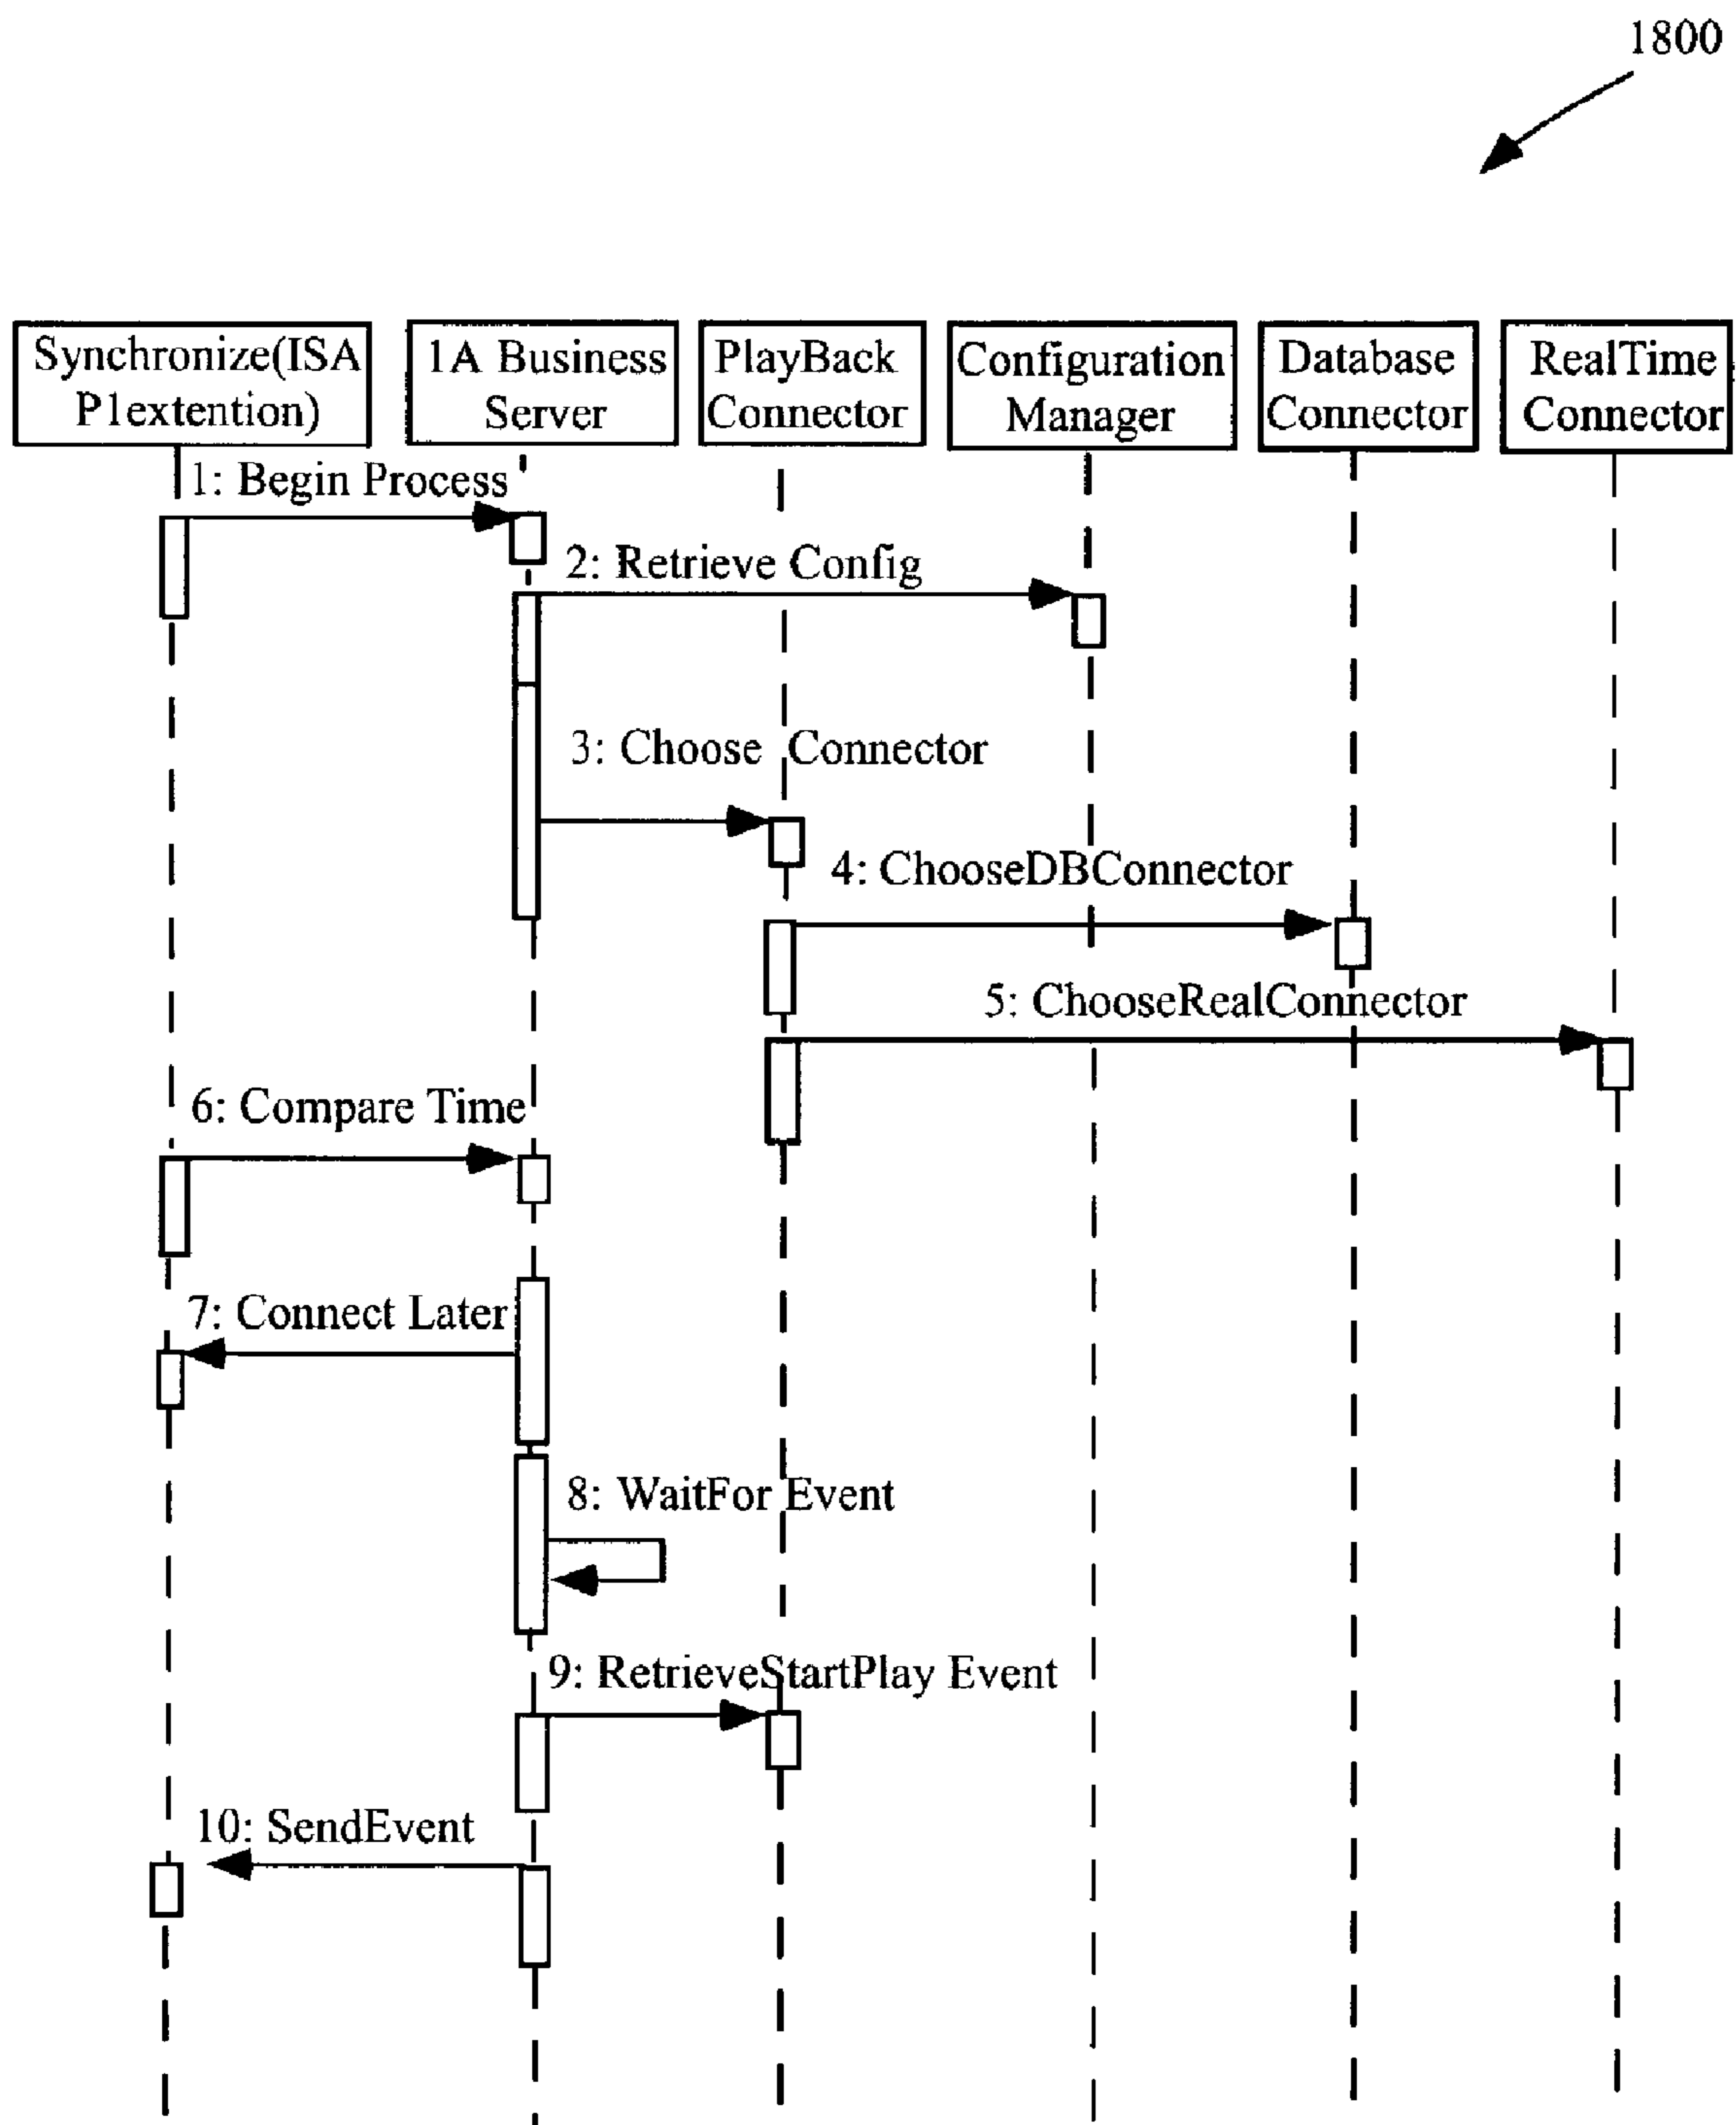 1800
Synchronize(ISA
P1extention)
1A Business
Server
PlayBack
Connector
Configuration
Manager
Database
Connector
RealTime
Connector
1: Begin Process
2: Retrieve Config
3: Choose Connector
4: ChooseDBConnector
5: ChooseRealConnector
6: Compare Time
7: Connect Later
8: WaitFor Event
9: RetrieveStartPlay Event
10: SendEvent